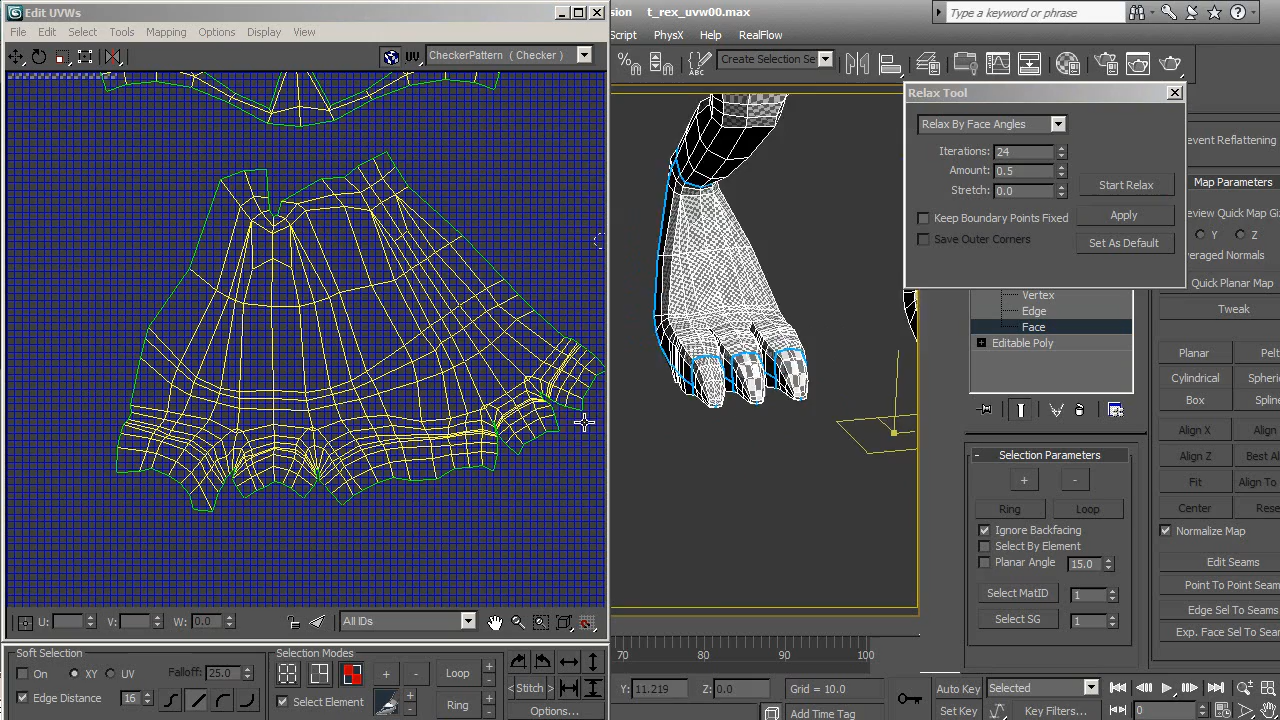 Edit UVWs
File Edit Select Tools Mapping Options Display View
UV
CheckerPattern ( Checker )
U: V: W: 0.0
All IDs
Soft Selection
On XY UV Falloff: 25.0
Edge Distance 16
Selection Modes
+ -
Select Element
+
-
Loop + -
Ring + -
< Stitch >
Options...
sion t_rex_uvw00.max
Type a keyword or phrase
Script PhysX Help RealFlow
ABC
Create Selection Se
Relax Tool
Relax By Face Angles
Iterations: 24
Amount: 0.5
Stretch: 0.0
Start Relax
Keep Boundary Points Fixed
Apply
Save Outer Corners
Set As Default
event Reflattening
Map Parameters
eview Quick Map Gi
Y Z
eraged Normals
Quick Planar Map
Tweak
Vertex
Edge
Face
Editable Poly
Planar Pelt
Cylindrical Spheri
Box Spline
Align X Align
Align Z Best Al
Fit Align To
Center Rese
Normalize Map
Edit Seams
Point To Point Seam
Edge Sel To Seams
Exp. Face Sel To Seam
- Selection Parameters
+ -
Ring Loop
Ignore Backfacing
Select By Element
Planar Angle 15.0
Select MatID 1
Select SG 1
70 80 90 100
Y: 11.219 Z: 0.0 Grid = 10.0
Add Time Tag
Auto Key Selected
Set Key Key Filters... 0